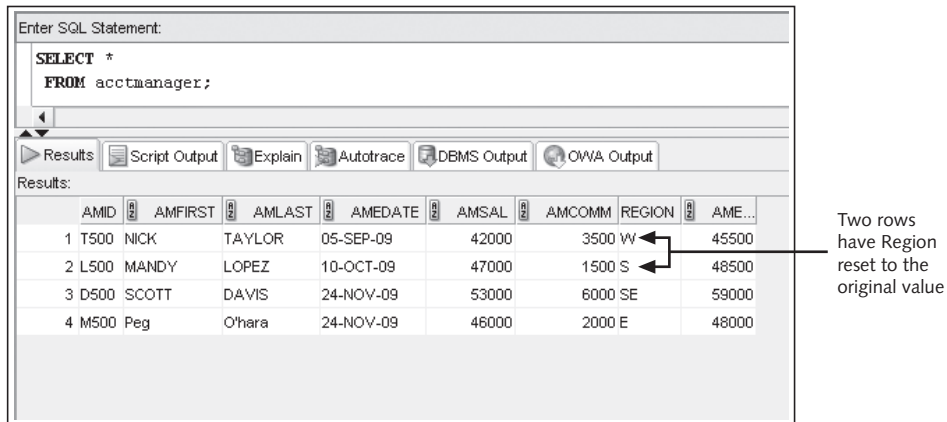 Enter SQL Statement:
SELECT *
FROM acctmanager;
Results Script Output Explain Autotrace DBMS Output OWA Output
Results:
AMID AMFIRST AMLAST AMEDATE AMSAL AMCOMM REGION AME...
1 T500 NICK TAYLOR 05-SEP-09 42000 3500 W 45500
2 L500 MANDY LOPEZ 10-OCT-09 47000 1500 S 48500
3 D500 SCOTT DAVIS 24-NOV-09 53000 6000 SE 59000
4 M500 Peg O'hara 24-NOV-09 46000 2000 E 48000
Two rows
have Region
reset to the
original value